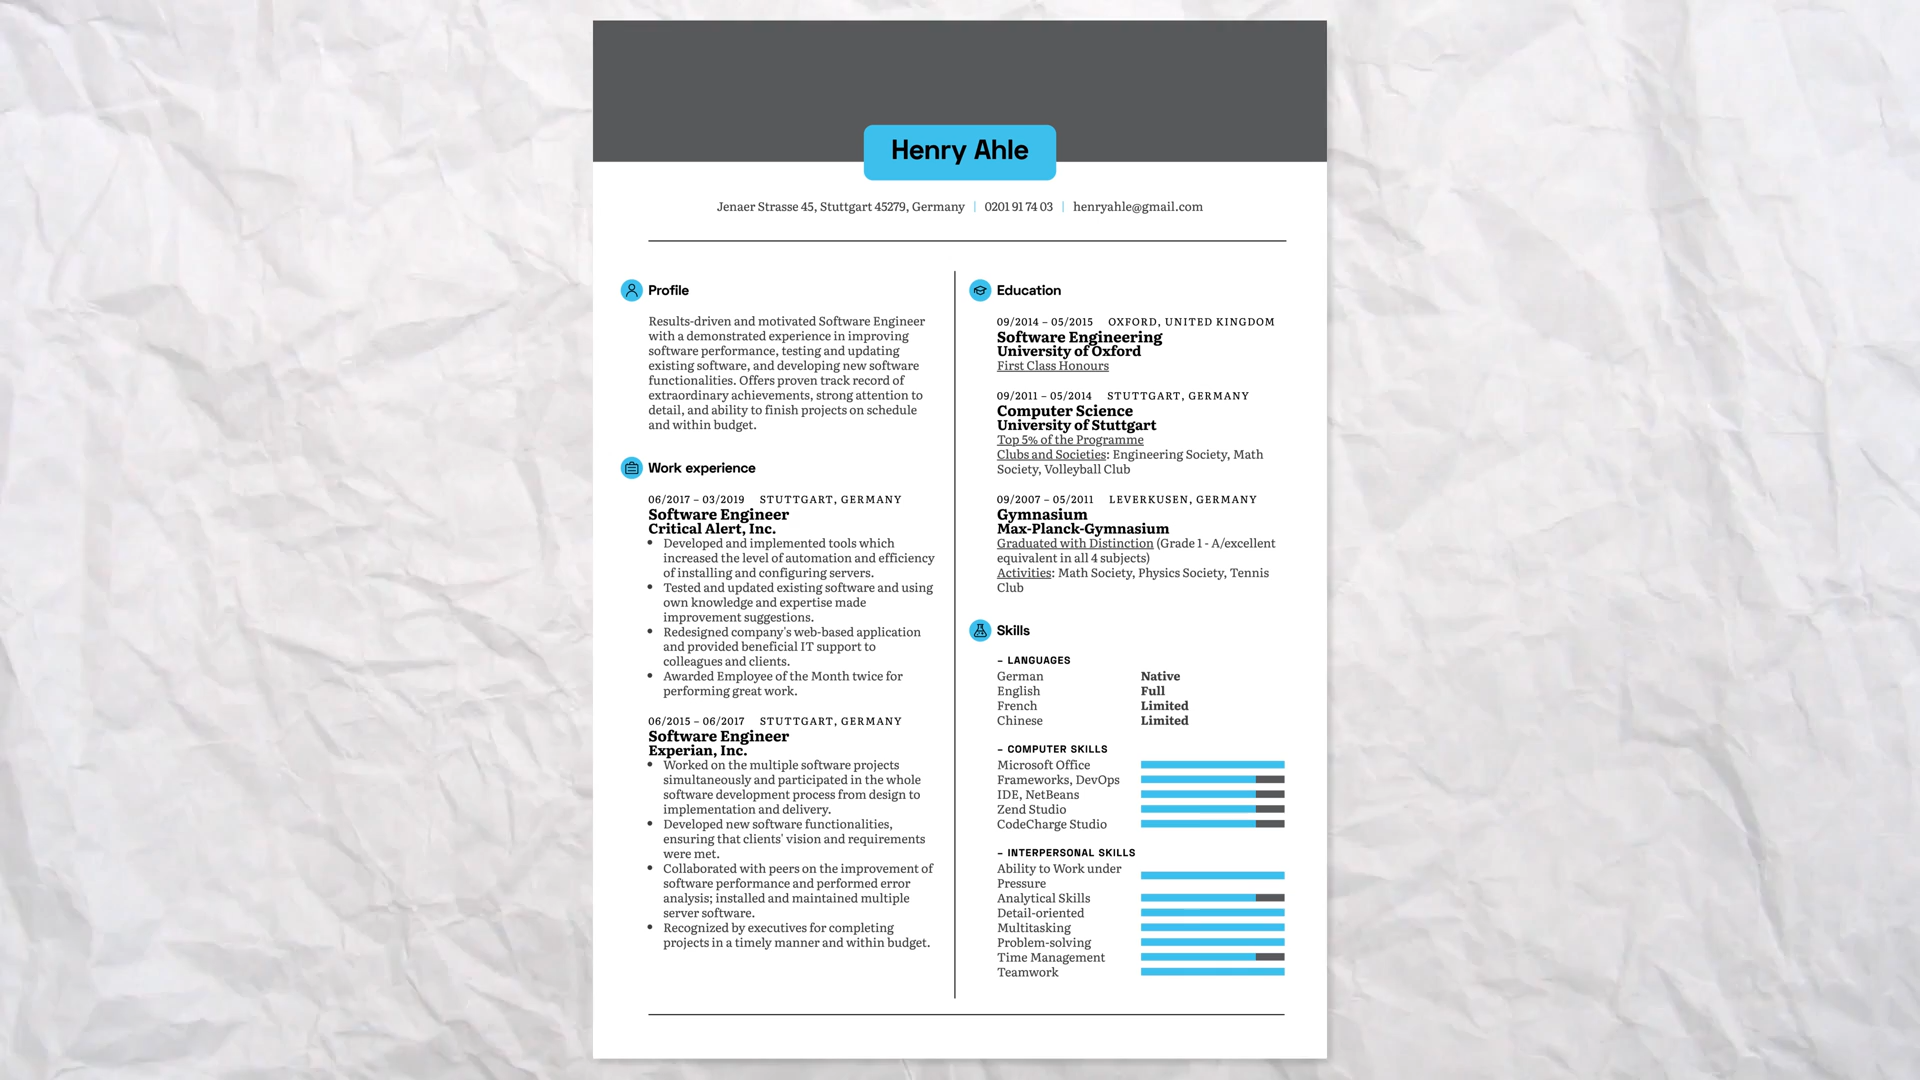 Henry Ahle
Jenaer Strasse 45, Stuttgart 45279, Germany | 0201 91 74 03 | henryahle@gmail.com
Profile
Results-driven and motivated Software Engineer
with a demonstrated experience in improving
software performance, testing and updating
existing software, and developing new software
functionalities. Offers proven track record of
extraordinary achievements, strong attention to
detail, and ability to finish projects on schedule
and within budget.
Work experience
06/2017 – 03/2019 STUTTGART, GERMANY
Software Engineer
Critical Alert, Inc.
• Developed and implemented tools which
increased the level of automation and efficiency
of installing and configuring servers.
• Tested and updated existing software and using
own knowledge and expertise made
improvement suggestions.
• Redesigned company's web-based application
and provided beneficial IT support to
colleagues and clients.
• Awarded Employee of the Month twice for
performing great work.
06/2015 – 06/2017 STUTTGART, GERMANY
Software Engineer
Experian, Inc.
• Worked on the multiple software projects
simultaneously and participated in the whole
software development process from design to
implementation and delivery.
• Developed new software functionalities,
ensuring that clients' vision and requirements
were met.
• Collaborated with peers on the improvement of
software performance and performed error
analysis; installed and maintained multiple
server software.
• Recognized by executives for completing
projects in a timely manner and within budget.
Education
09/2014 – 05/2015 OXFORD, UNITED KINGDOM
Software Engineering
University of Oxford
First Class Honours
09/2011 – 05/2014 STUTTGART, GERMANY
Computer Science
University of Stuttgart
Top 5% of the Programme
Clubs and Societies: Engineering Society, Math
Society, Volleyball Club
09/2007 – 05/2011 LEVERKUSEN, GERMANY
Gymnasium
Max-Planck-Gymnasium
Graduated with Distinction (Grade 1 - A/excellent
equivalent in all 4 subjects)
Activities: Math Society, Physics Society, Tennis
Club
Skills
– LANGUAGES
German Native
English Full
French Limited
Chinese Limited
– COMPUTER SKILLS
Microsoft Office
Frameworks, DevOps
IDE, NetBeans
Zend Studio
CodeCharge Studio
– INTERPERSONAL SKILLS
Ability to Work under
Pressure
Analytical Skills
Detail-oriented
Multitasking
Problem-solving
Time Management
Teamwork